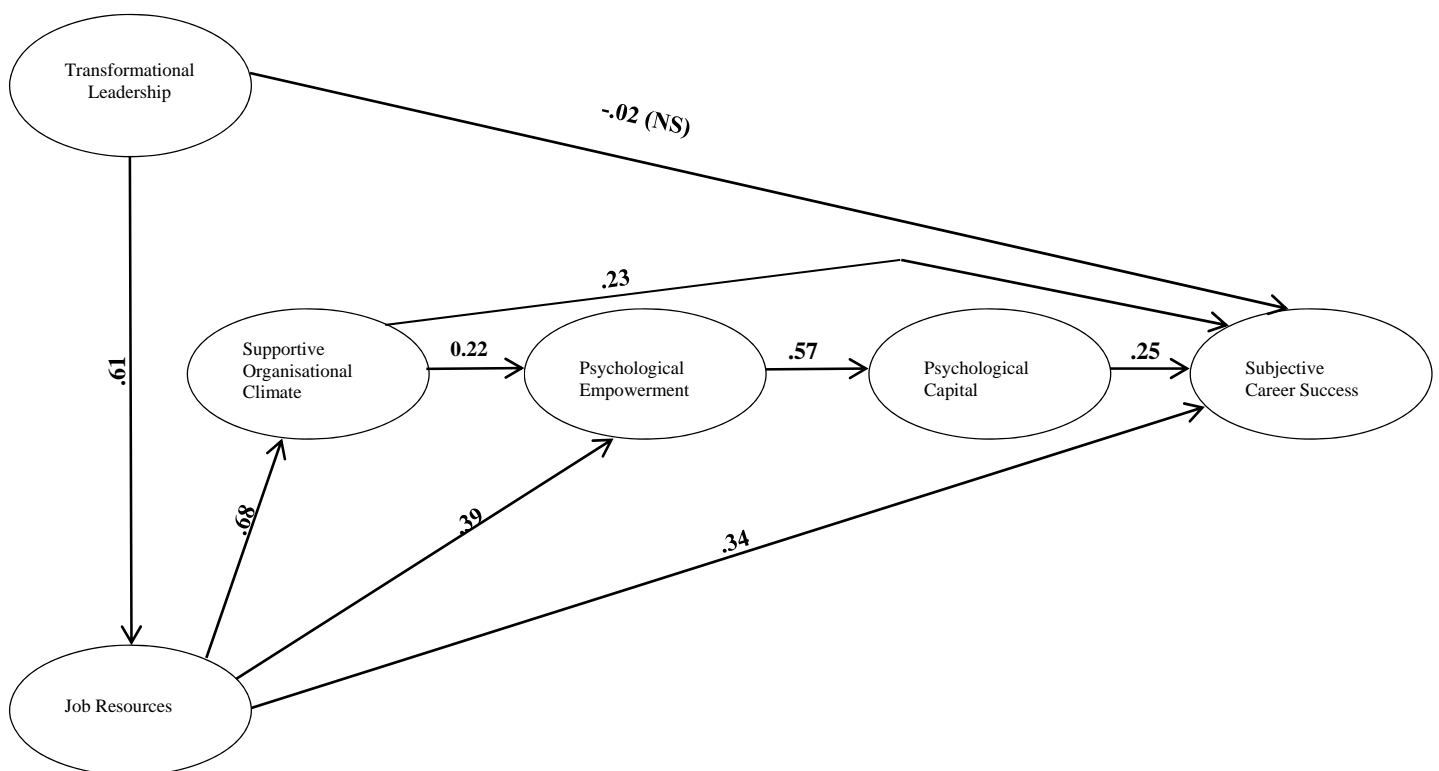 Transformational
Leadership
-.02 (NS)
.23
.61
Supportive
Organisational
Climate
0.22
Psychological
Empowerment
.57
Psychological
Capital
.25
Subjective
Career Success
.68
.39
.34
Job Resources